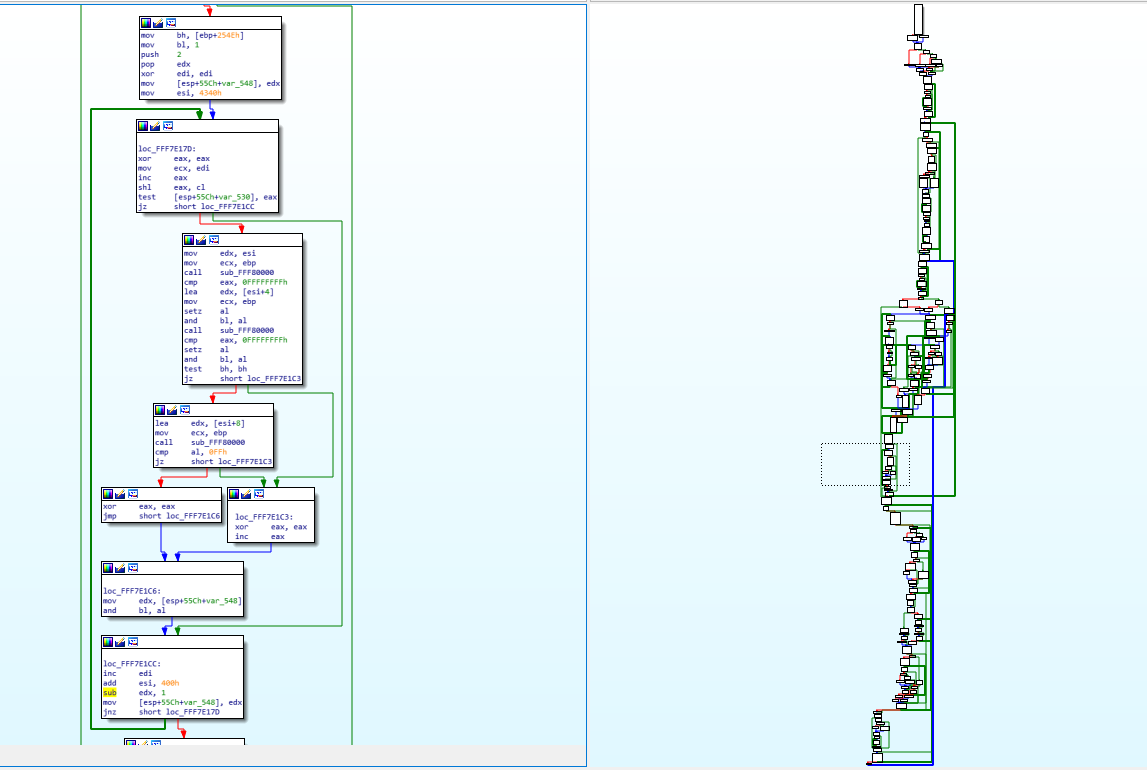 mov bh, [ebp+254Eh]
mov bl, 1
push 2
pop edx
xor edi, edi
mov [esp+55Ch+var_548], edx
mov esi, 4340h
loc_FFF7E17D:
xor eax, eax
mov ecx, edi
inc eax
shl eax, cl
test [esp+55Ch+var_530], eax
jz short loc_FFF7E1CC
mov edx, esi
mov ecx, ebp
call sub_FFF80000
cmp eax, 0FFFFFFFFh
lea edx, [esi+4]
mov ecx, ebp
setz al
and bl, al
call sub_FFF80000
cmp eax, 0FFFFFFFFh
setz al
and bl, al
test bh, bh
jz short loc_FFF7E1C3
lea edx, [esi+8]
mov ecx, ebp
call sub_FFF80000
cmp al, 0FFh
jz short loc_FFF7E1C3
xor eax, eax
jmp short loc_FFF7E1C6
loc_FFF7E1C3:
xor eax, eax
inc eax
loc_FFF7E1C6:
mov edx, [esp+55Ch+var_548]
and bl, al
loc_FFF7E1CC:
inc edi
add esi, 400h
sub edx, 1
mov [esp+55Ch+var_548], edx
jnz short loc_FFF7E17D